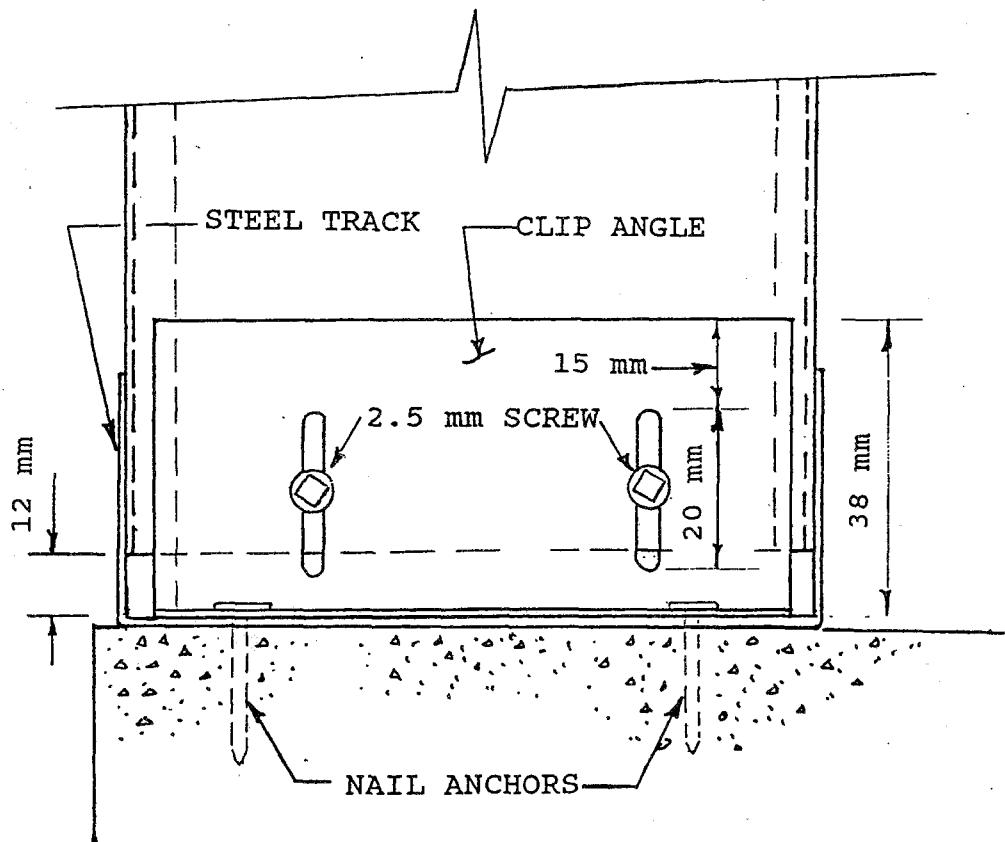 STEEL TRACK
CLIP ANGLE
15 mm
2.5 mm SCREW
12 mm
20 mm
38 mm
NAIL ANCHORS